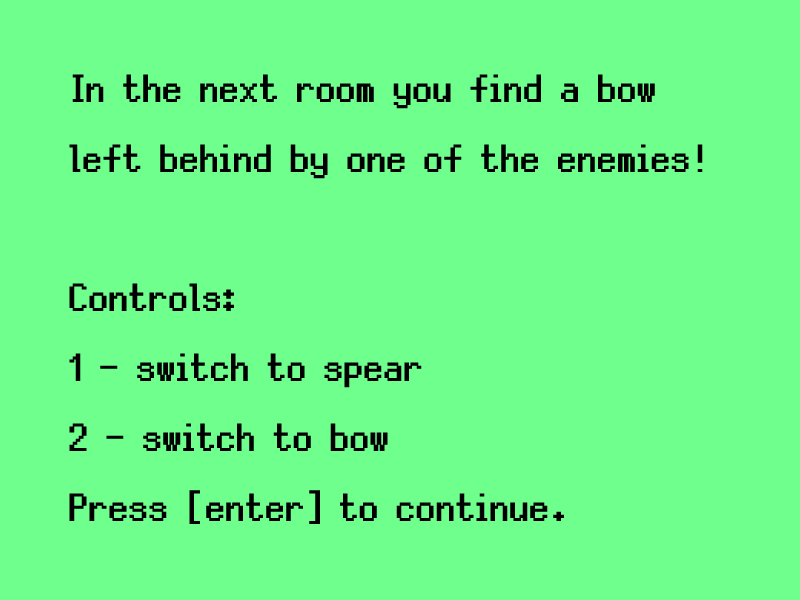 In the next room you find a bow
left behind by one of the enemies!
Controls:
1 - switch to spear
2 - switch to bow
Press [enter] to continue.